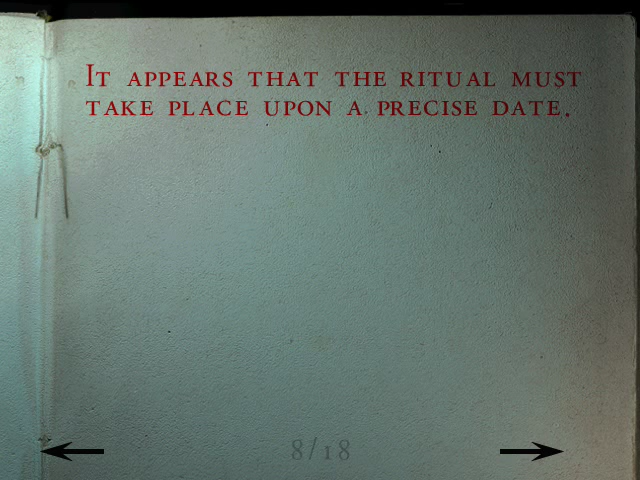 It appears that the ritual must
take place upon a precise date.
8/18